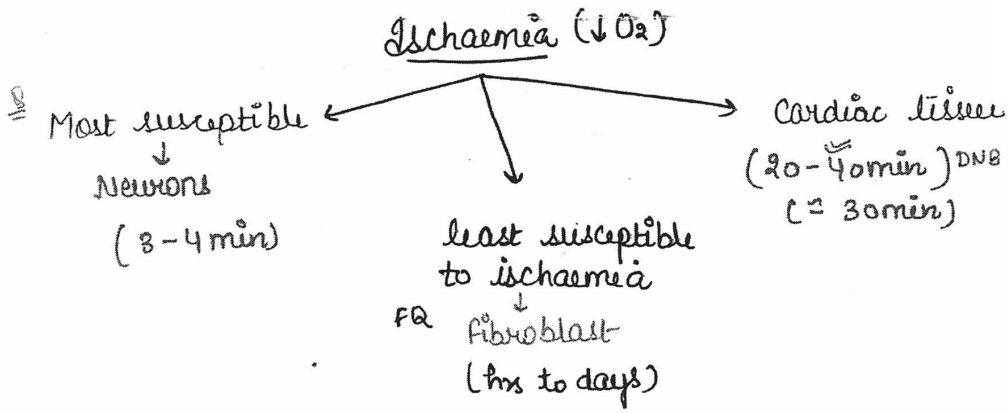 Ischaemia (↓O₂)
Most susceptible
↓
Neurons
(3-4 min)
least susceptible
to ischaemia
↓
FQ fibroblast
(hrs to days)
Cardiac tissue
(20-40min) DNB
(≈ 30min)